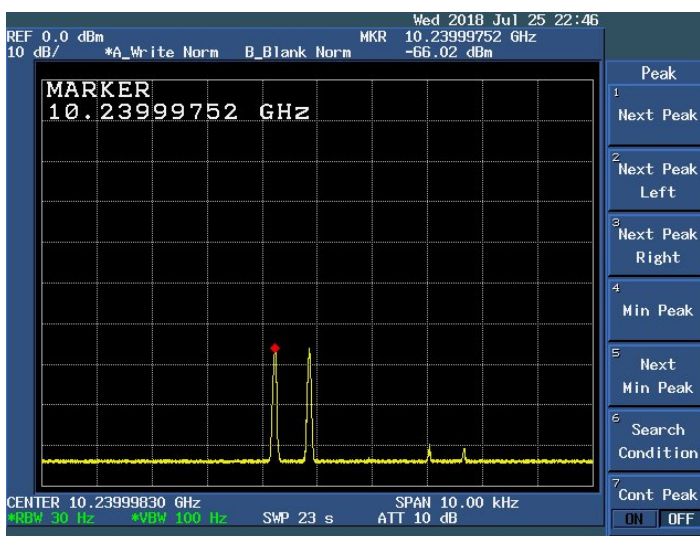 Wed 2018 Jul 25 22:46
REF 0.0 dBm MKR 10.23999752 GHz
10 dB/ *A_Write Norm B_Blank Norm -66.02 dBm
MARKER
10.23999752 GHz
CENTER 10.23999830 GHz SPAN 10.00 kHz
*RBW 30 Hz *VBW 100 Hz SWP 23 s ATT 10 dB
Peak
1
Next Peak
2
Next Peak
Left
3
Next Peak
Right
4
Min Peak
5
Next
Min Peak
6
Search
Condition
7
Cont Peak
ON OFF